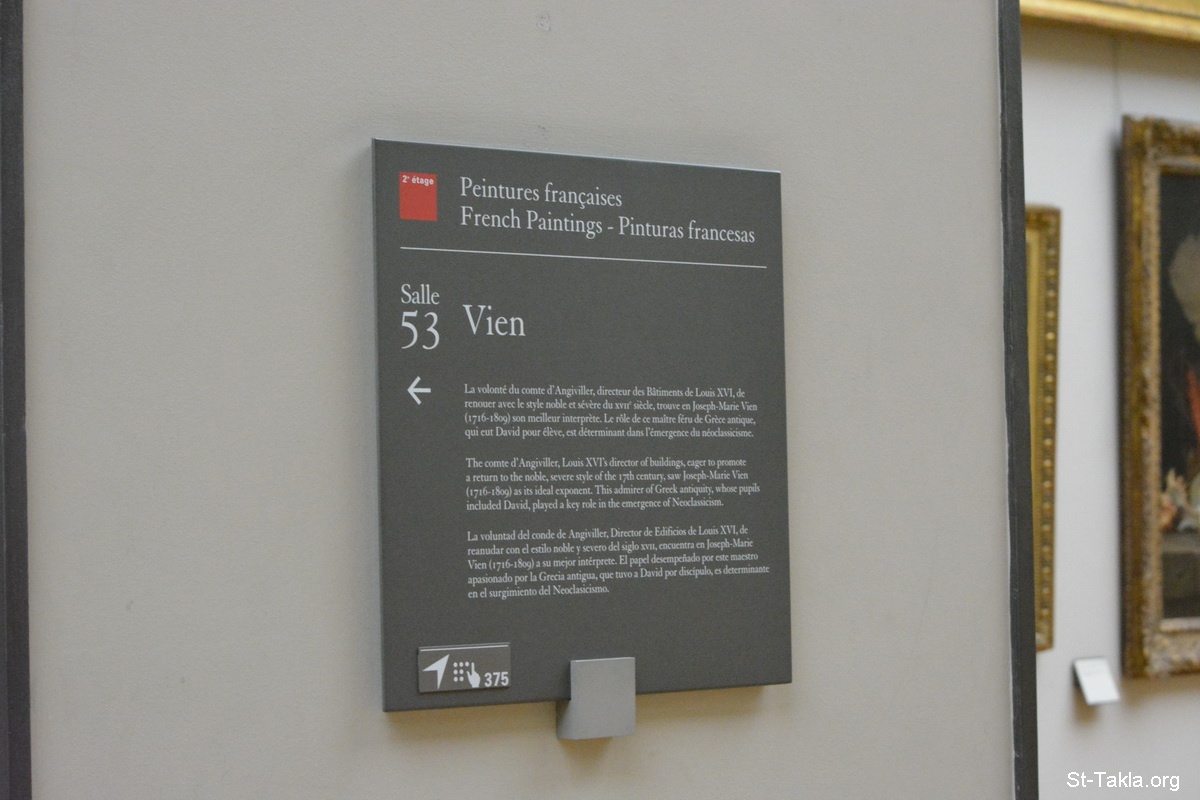 2e étage
Peintures françaises
French Paintings - Pinturas francesas
Salle
53
Vien
←
La volonté du comte d'Angiviller, directeur des Bâtiments de Louis XVI, de
renouer avec le style noble et sévère du XVIIe siècle, trouve en Joseph-Marie Vien
(1716-1809) son meilleur interprète. Le rôle de ce maître féru de Grèce antique,
qui eut David pour élève, est déterminant dans l'émergence du néoclassicisme.
The comte d'Angiviller, Louis XVI's director of buildings, eager to promote
a return to the noble, severe style of the 17th century, saw Joseph-Marie Vien
(1716-1809) as its ideal exponent. This admirer of Greek antiquity, whose pupils
included David, played a key role in the emergence of Neoclassicism.
La voluntad del conde de Angiviller, Director de Edificios de Louis XVI, de
reanudar con el estilo noble y severo del siglo XVII, encuentra en Joseph-Marie
Vien (1716-1809) a su mejor intérprete. El papel desempeñado por este maestro
apasionado por la Grecia antigua, que tuvo a David por discípulo, es determinante
en el surgimiento del Neoclasicismo.
375
St-Takla.org